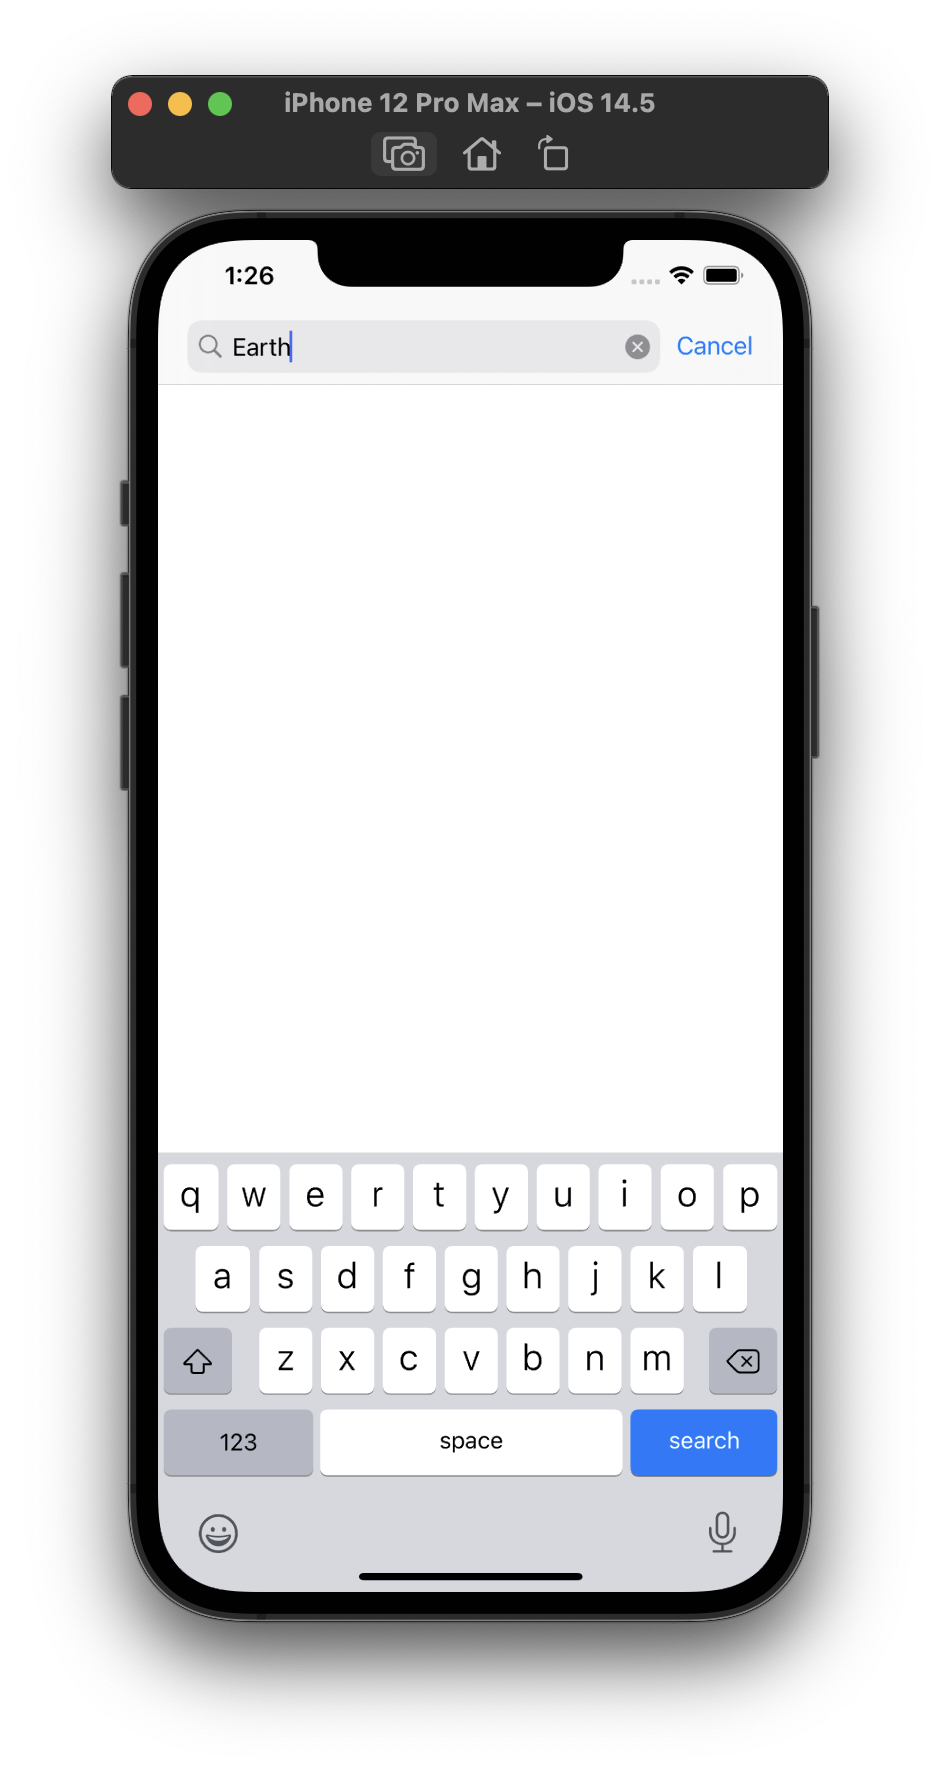 iPhone 12 Pro Max – iOS 14.5
1:26
Earth
Cancel
q w e r t y u i o p
a s d f g h j k l
z x c v b n m
123 space search